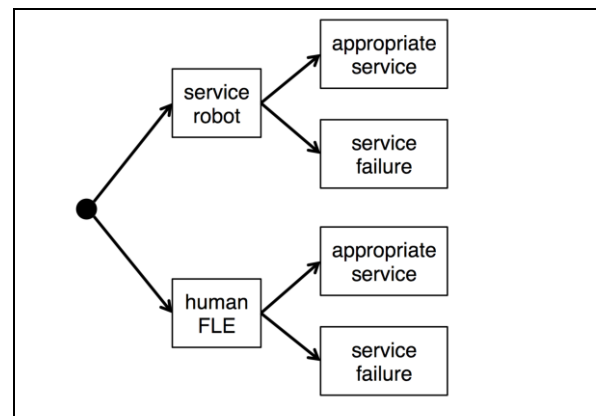 appropriate
service
service
robot
service
failure
appropriate
service
human
FLE
service
failure